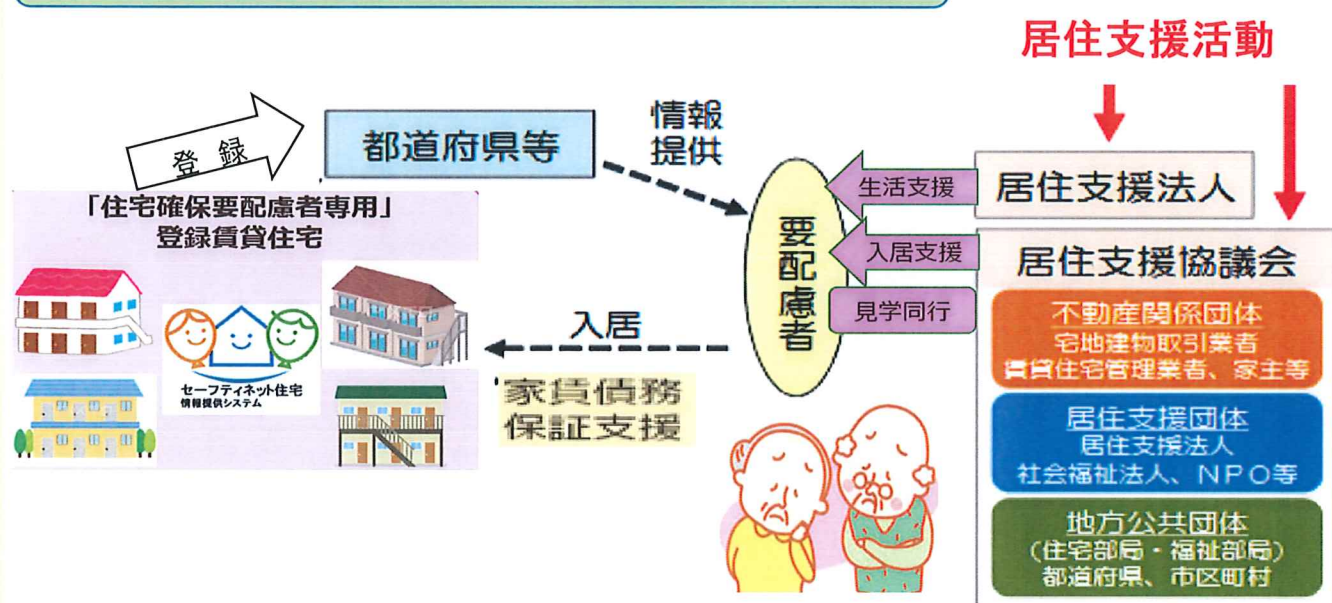 居住支援活動
登 録
都道府県等
情報
提供
「住宅確保要配慮者専用」
登録賃貸住宅
セーフティネット住宅
情報提供システム
入居
家賃債務
保証支援
要配慮者
生活支援
入居支援
見学同行
居住支援法人
居住支援協議会
不動産関係団体
宅地建物取引業者
賃貸住宅管理業者、家主等
居住支援団体
居住支援法人
社会福祉法人、NPO等
地方公共団体
(住宅部局・福祉部局)
都道府県、市区町村